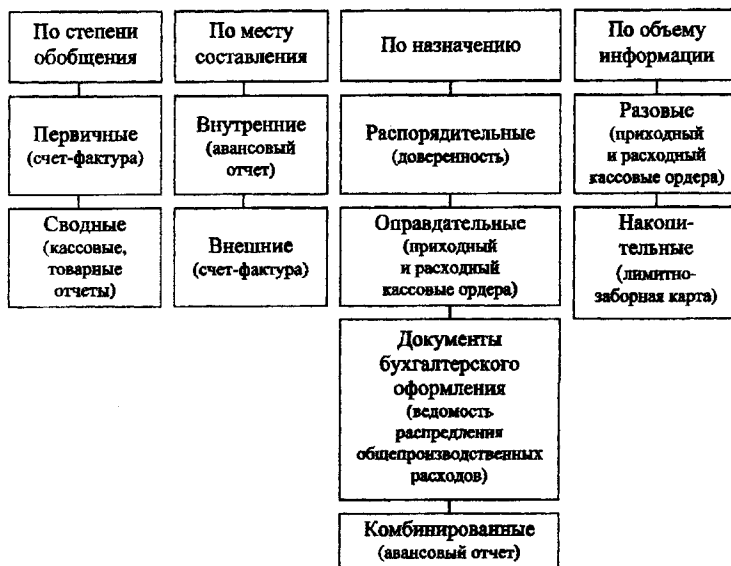 По степени
обобщения
Первичные
(счет-фактура)
Сводные
(кассовые,
товарные
отчеты)
По месту
составления
Внутренние
(авансовый
отчет)
Внешние
(счет-фактура)
По назначению
Распорядительные
(доверенность)
Оправдательные
(приходный
и расходный
кассовые ордера)
Документы
бухгалтерского
оформления
(ведомость
распредления
общепроизводственных
расходов)
Комбинированные
(авансовый отчет)
По объему
информации
Разовые
(приходный
и расходный
кассовые ордера)
Накопи-
тельные
(лимитно-
заборная карта)